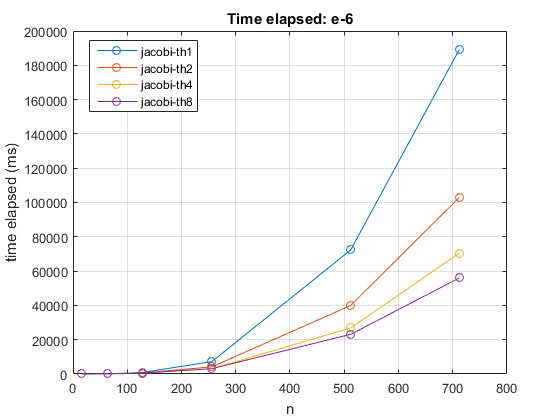 Time elapsed: e-6
200000
180000
160000
140000
120000
100000
80000
60000
40000
20000
0
time elapsed (ms)
jacobi-th1
jacobi-th2
jacobi-th4
jacobi-th8
0 100 200 300 400 500 600 700 800
n